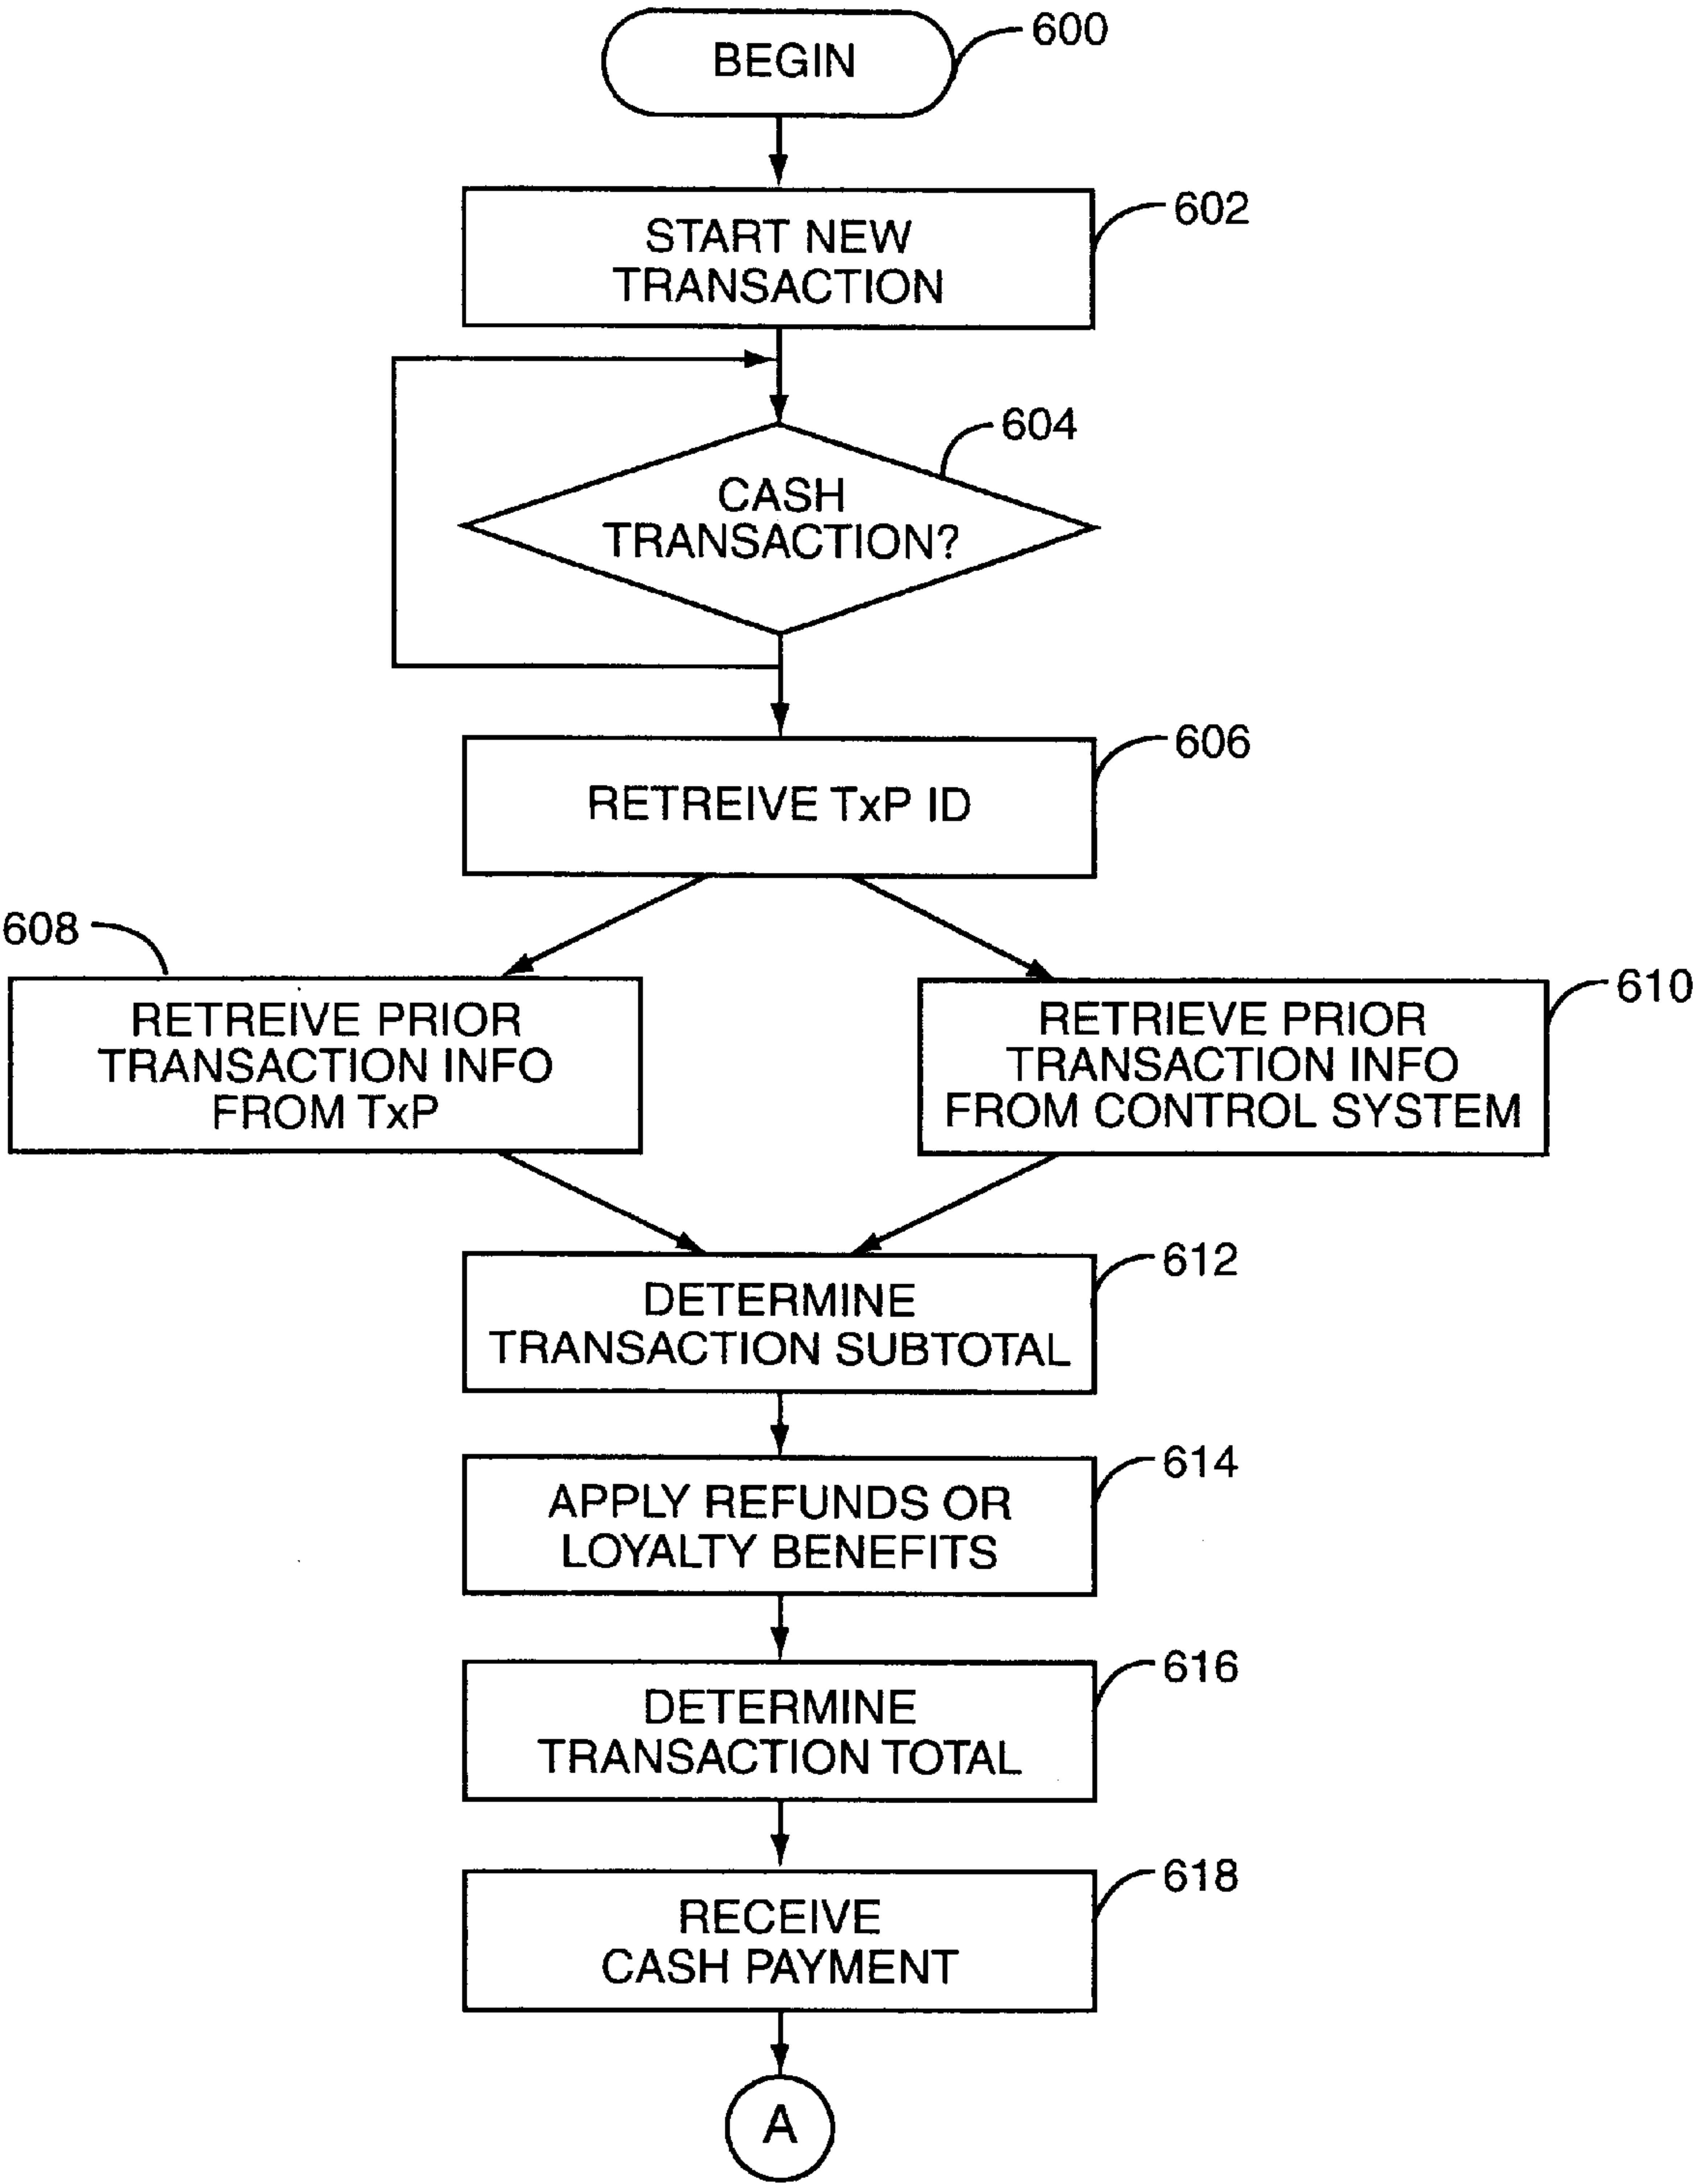 BEGIN
600
START NEW
TRANSACTION
602
CASH
TRANSACTION?
604
RETREIVE TxP ID
606
608
RETREIVE PRIOR
TRANSACTION INFO
FROM TxP
RETRIEVE PRIOR
TRANSACTION INFO
FROM CONTROL SYSTEM
610
DETERMINE
TRANSACTION SUBTOTAL
612
APPLY REFUNDS OR
LOYALTY BENEFITS
614
DETERMINE
TRANSACTION TOTAL
616
RECEIVE
CASH PAYMENT
618
A